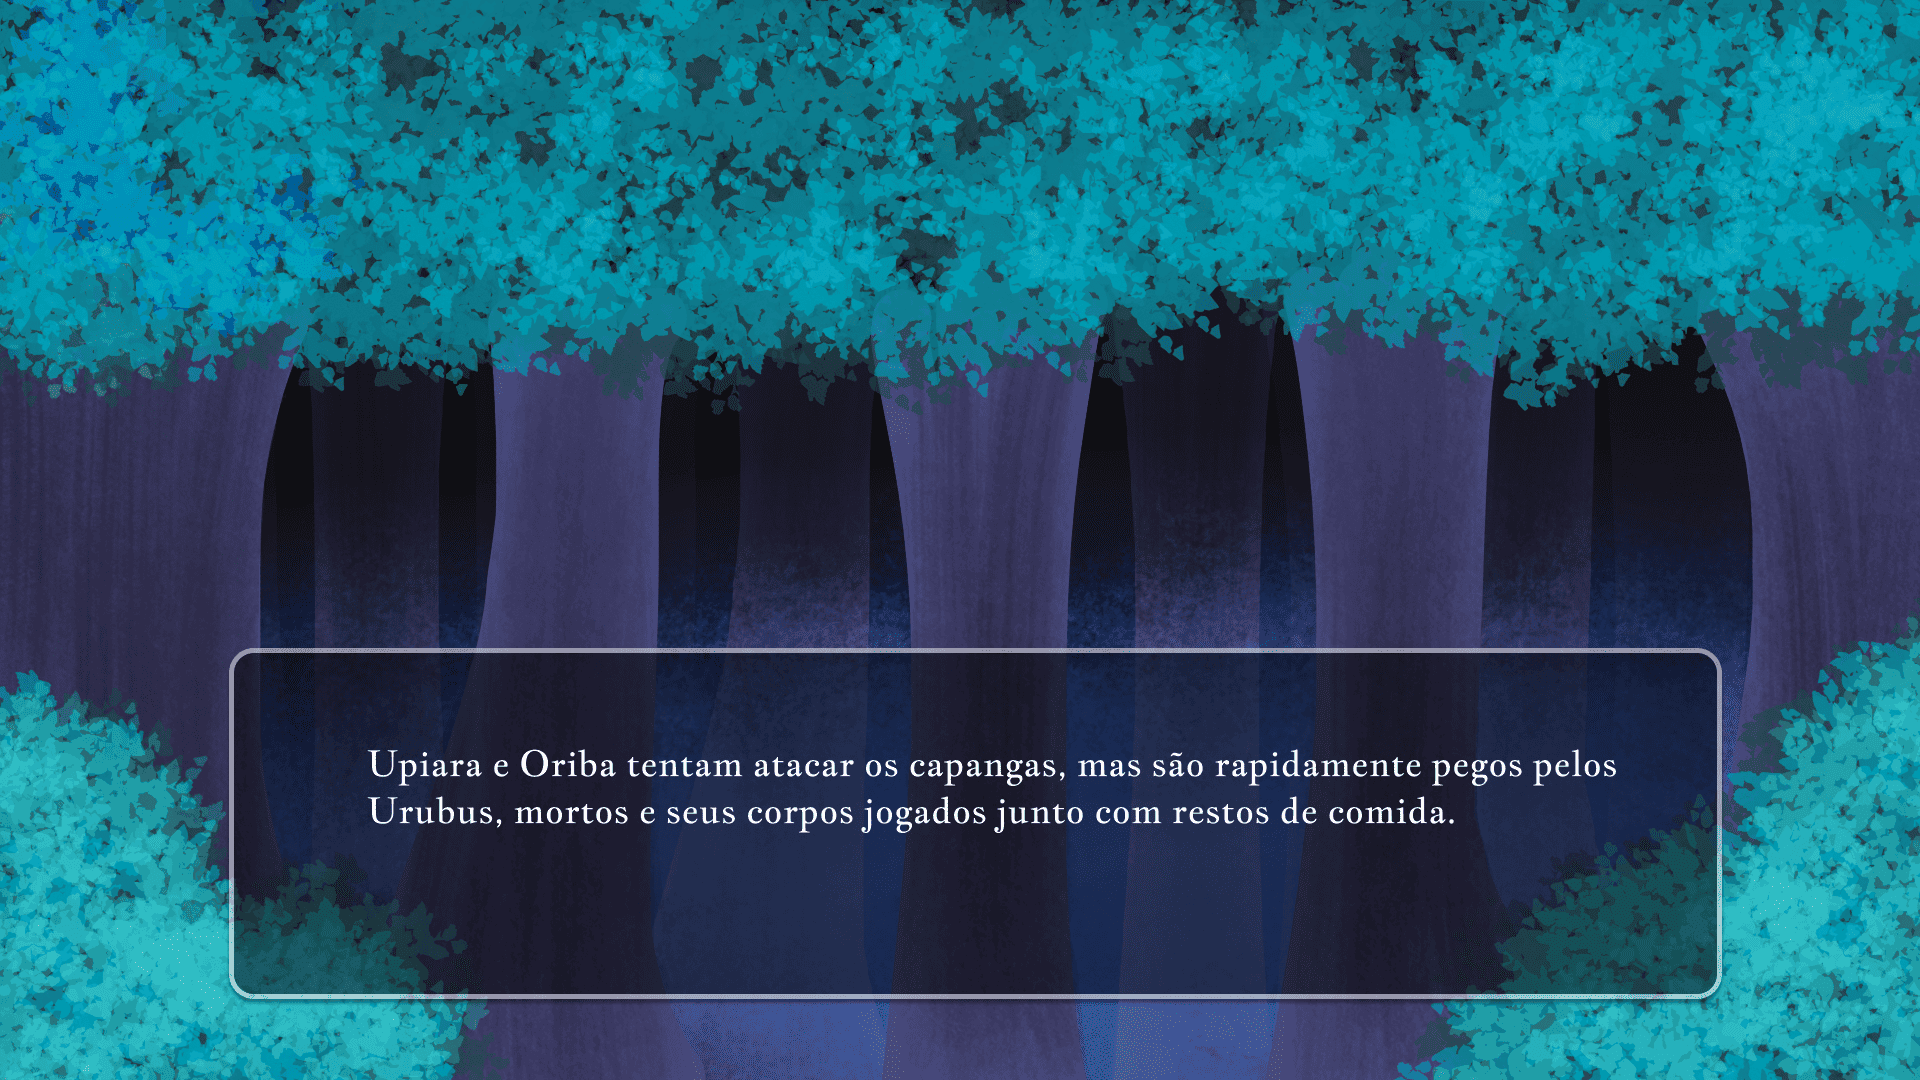 Upiara e Oriba tentam atacar os capangas, mas são rapidamente pegos pelos
Urubus, mortos e seus corpos jogados junto com restos de comida.